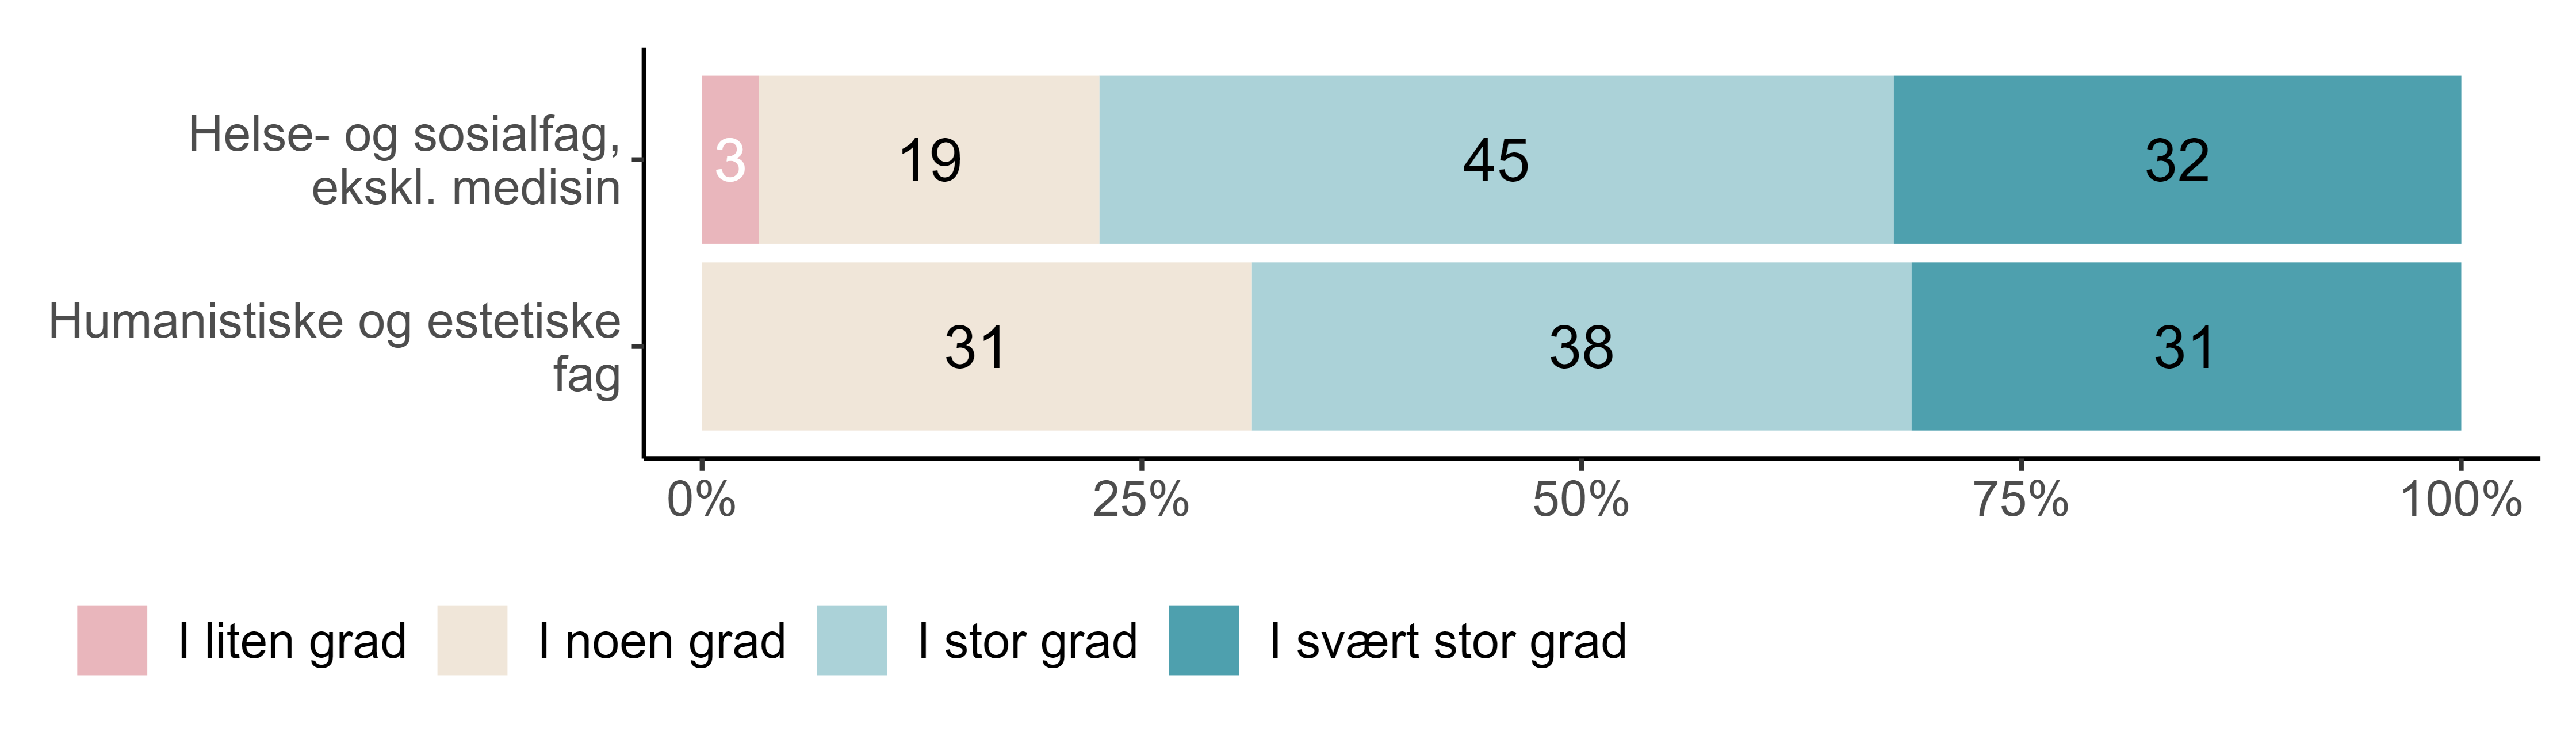 Helse- og sosialfag,
ekskl. medisin
3 19 45 32
Humanistiske og estetiske
fag
31 38 31
0% 25% 50% 75% 100%
I liten grad I noen grad I stor grad I svært stor grad